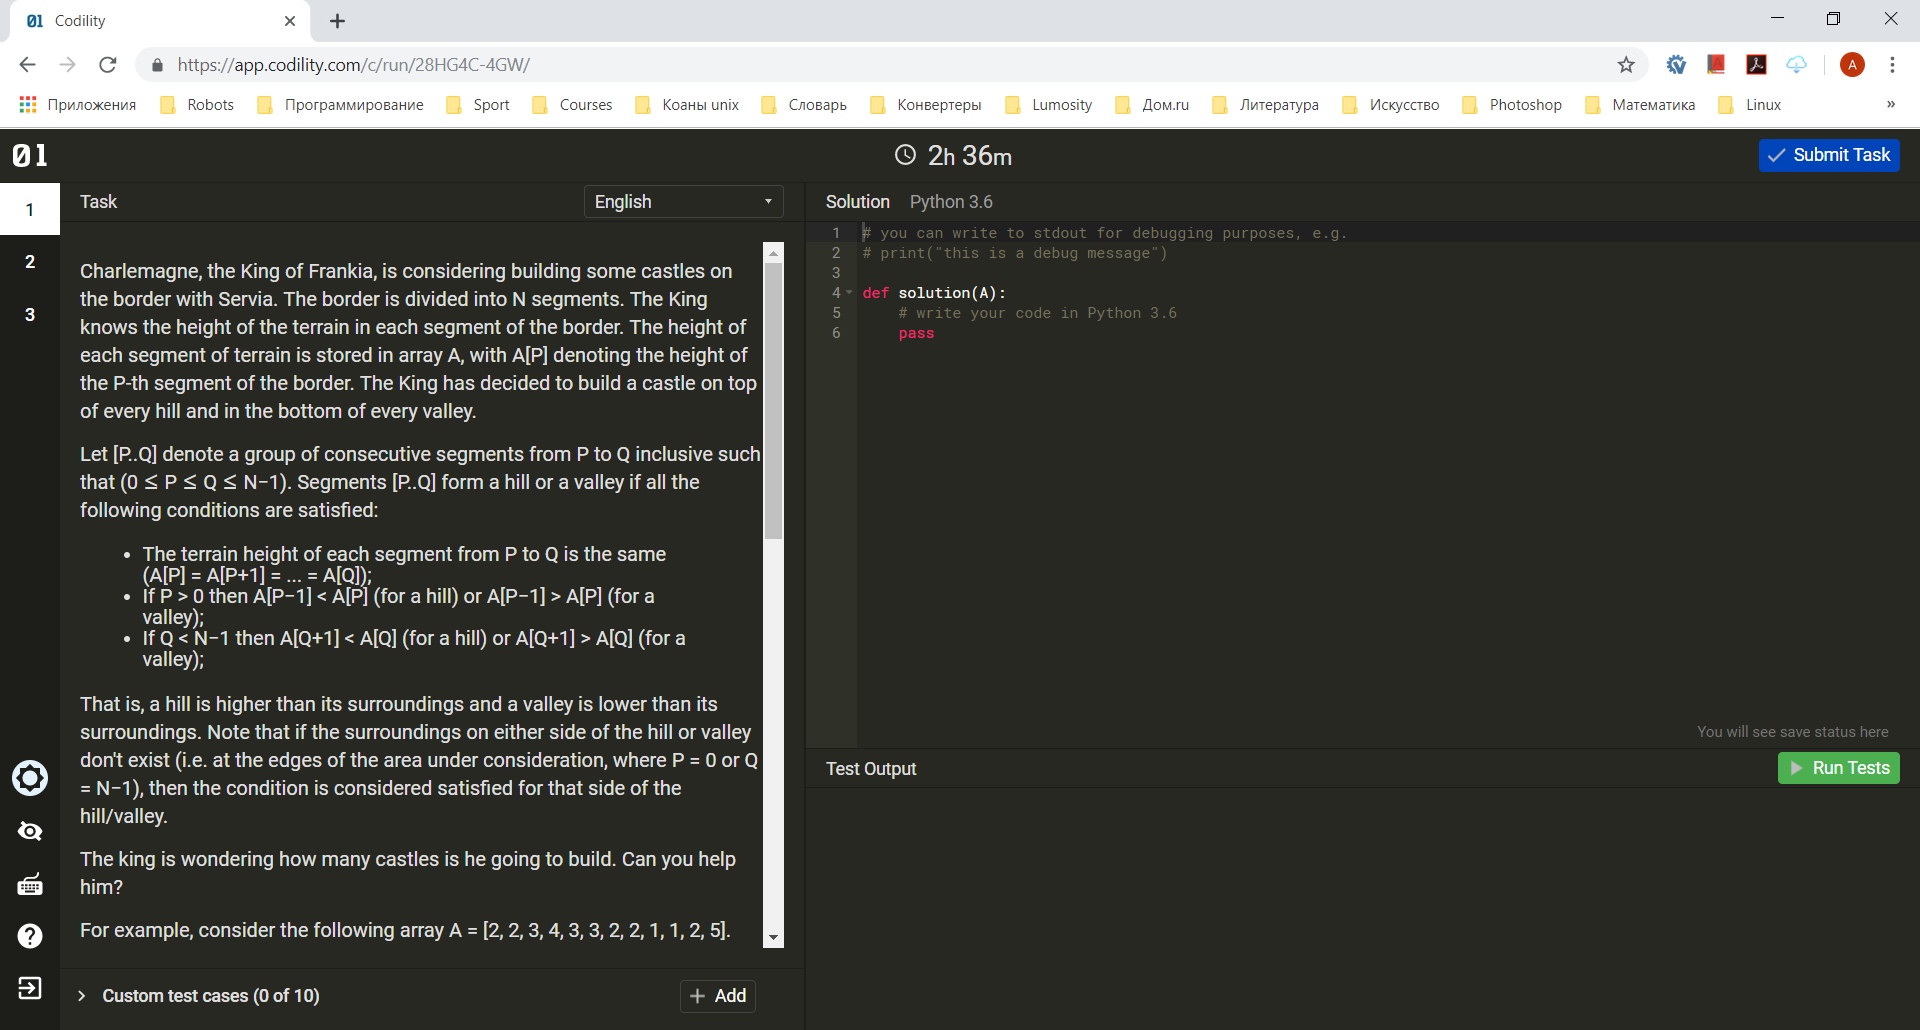 01 Codility
https://app.codility.com/c/run/28HG4C-4GW/
A
Приложения Robots Программирование Sport Courses Коаны unix Словарь Конвертеры Lumosity Дом.ru Литература Искусство Photoshop Математика Linux »
01 2h 36m Submit Task
1 Task English
2
3
Charlemagne, the King of Frankia, is considering building some castles on
the border with Servia. The border is divided into N segments. The King
knows the height of the terrain in each segment of the border. The height of
each segment of terrain is stored in array A, with A[P] denoting the height of
the P-th segment of the border. The King has decided to build a castle on top
of every hill and in the bottom of every valley.
Let [P..Q] denote a group of consecutive segments from P to Q inclusive such
that (0 ≤ P ≤ Q ≤ N−1). Segments [P..Q] form a hill or a valley if all the
following conditions are satisfied:
• The terrain height of each segment from P to Q is the same
(A[P] = A[P+1] = ... = A[Q]);
• If P > 0 then A[P−1] < A[P] (for a hill) or A[P−1] > A[P] (for a
valley);
• If Q < N−1 then A[Q+1] < A[Q] (for a hill) or A[Q+1] > A[Q] (for a
valley);
That is, a hill is higher than its surroundings and a valley is lower than its
surroundings. Note that if the surroundings on either side of the hill or valley
don't exist (i.e. at the edges of the area under consideration, where P = 0 or Q
= N−1), then the condition is considered satisfied for that side of the
hill/valley.
The king is wondering how many castles is he going to build. Can you help
him?
For example, consider the following array A = [2, 2, 3, 4, 3, 3, 2, 2, 1, 1, 2, 5].
Custom test cases (0 of 10) + Add
Solution Python 3.6
1 # you can write to stdout for debugging purposes, e.g.
2 # print("this is a debug message")
3
4 def solution(A):
5 # write your code in Python 3.6
6 pass
You will see save status here
Test Output Run Tests